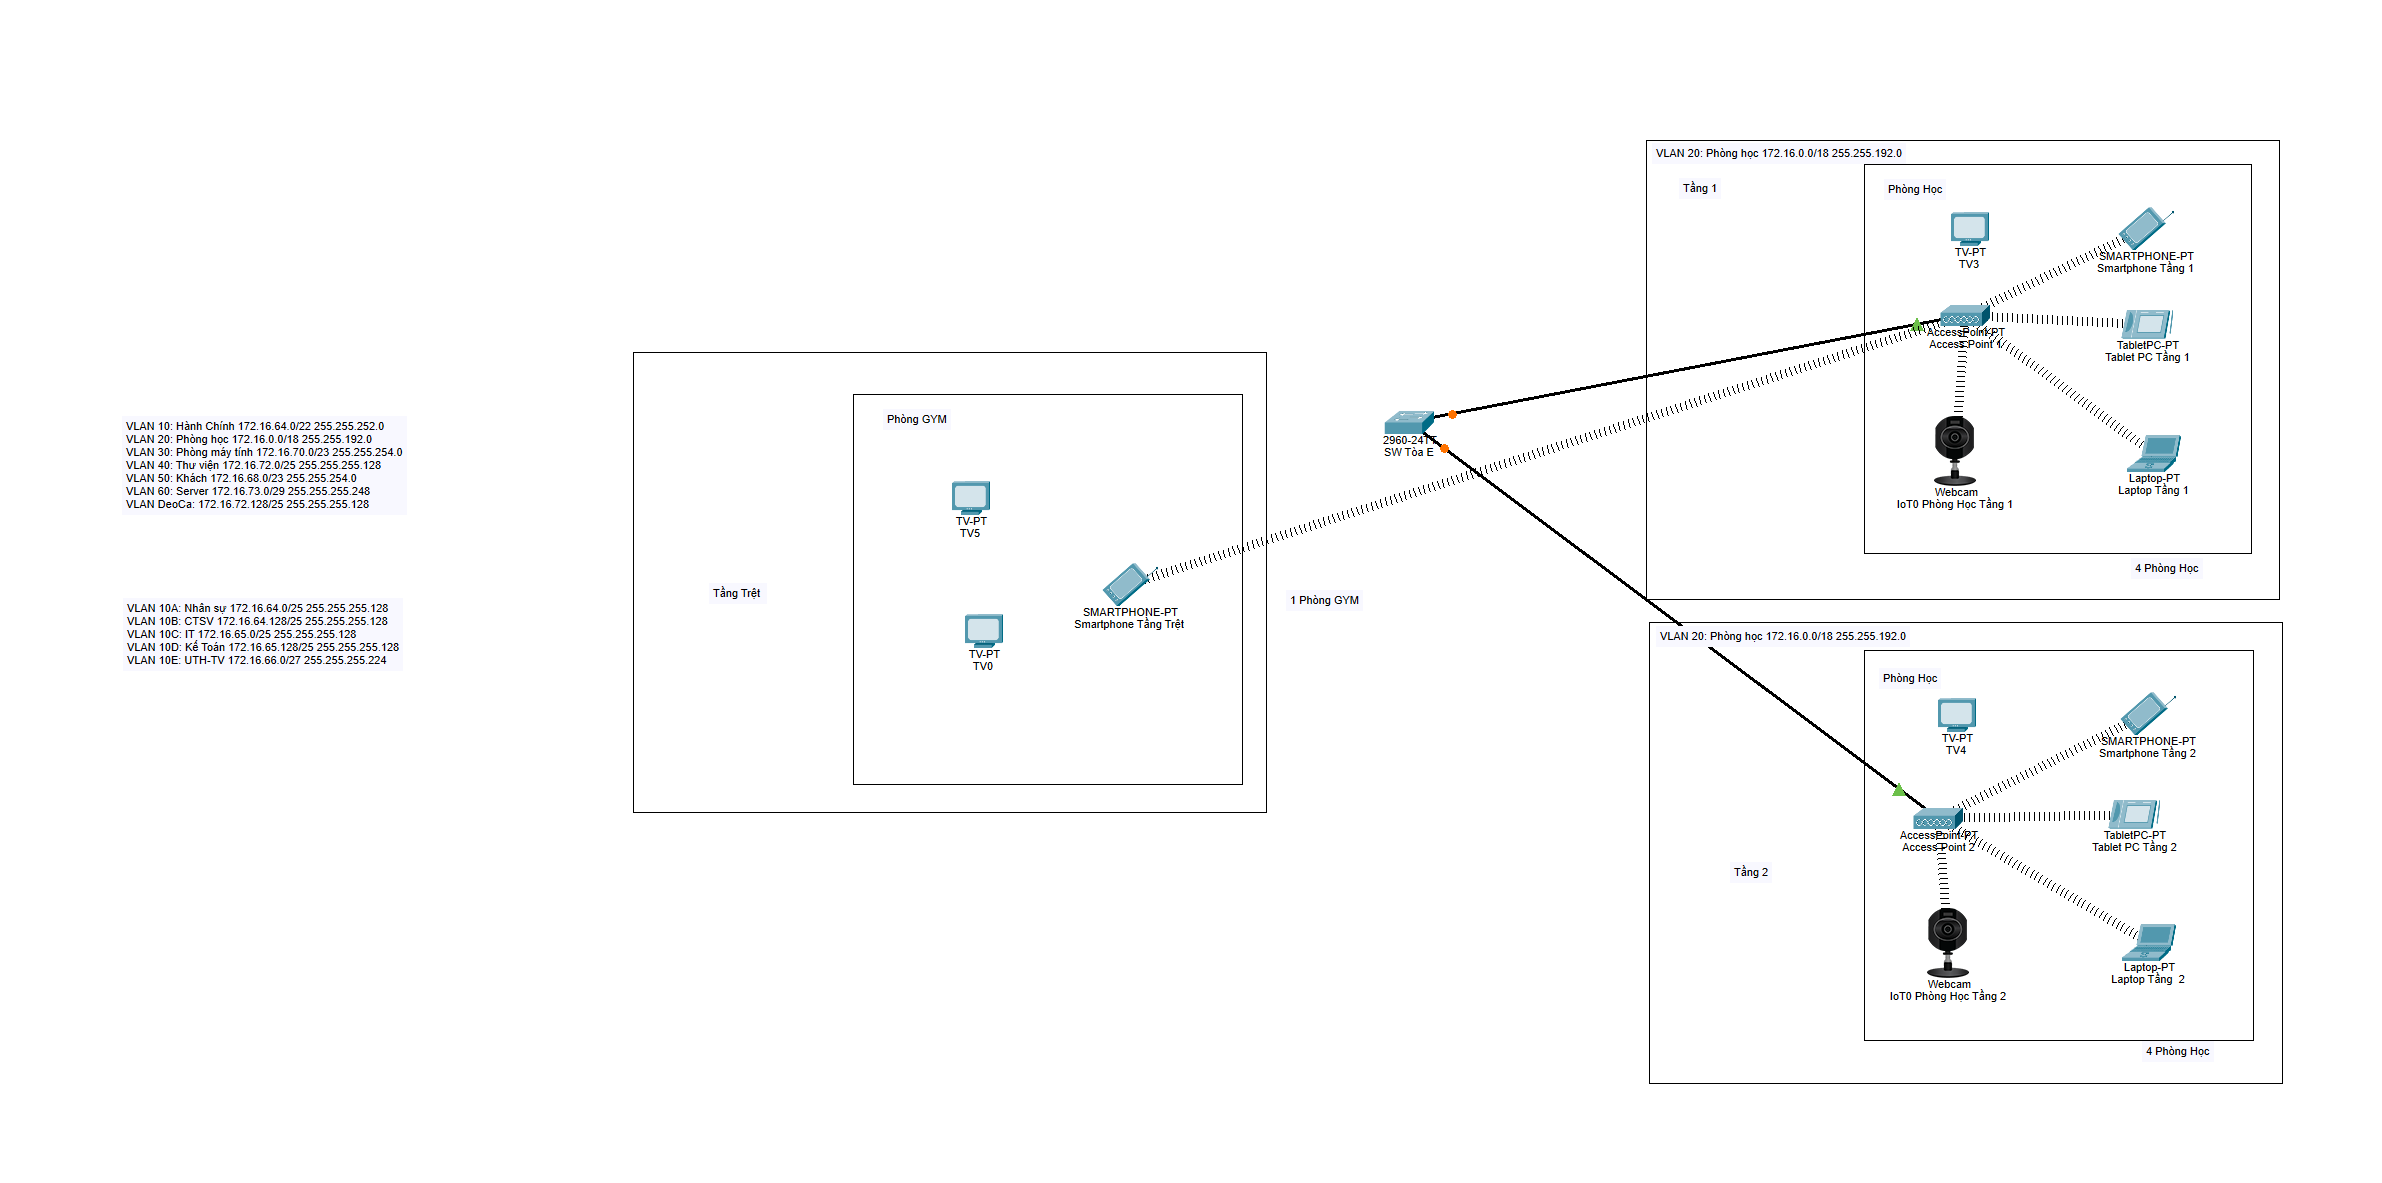 VLAN 10: Hành Chính 172.16.64.0/22 255.255.252.0
VLAN 20: Phòng học 172.16.0.0/18 255.255.192.0
VLAN 30: Phòng máy tính 172.16.70.0/23 255.255.254.0
VLAN 40: Thư viện 172.16.72.0/25 255.255.255.128
VLAN 50: Khách 172.16.68.0/23 255.255.254.0
VLAN 60: Server 172.16.73.0/29 255.255.255.248
VLAN DeoCa: 172.16.72.128/25 255.255.255.128
VLAN 10A: Nhân sự 172.16.64.0/25 255.255.255.128
VLAN 10B: CTSV 172.16.64.128/25 255.255.255.128
VLAN 10C: IT 172.16.65.0/25 255.255.255.128
VLAN 10D: Kế Toán 172.16.65.128/25 255.255.255.128
VLAN 10E: UTH-TV 172.16.66.0/27 255.255.255.224
Tầng Trệt
Phòng GYM
TV-PT
TV5
SMARTPHONE-PT
Smartphone Tầng Trệt
TV-PT
TV0
1 Phòng GYM
2960-24TT
SW Tòa E
VLAN 20: Phòng học 172.16.0.0/18 255.255.192.0
Tầng 1
Phòng Học
TV-PT
TV3
SMARTPHONE-PT
Smartphone Tầng 1
AccessPoint-PT
Access Point 1
TabletPC-PT
Tablet PC Tầng 1
Webcam
IoT0 Phòng Học Tầng 1
Laptop-PT
Laptop Tầng 1
4 Phòng Học
VLAN 20: Phòng học 172.16.0.0/18 255.255.192.0
Tầng 2
Phòng Học
TV-PT
TV4
SMARTPHONE-PT
Smartphone Tầng 2
AccessPoint-PT
Access Point 2
TabletPC-PT
Tablet PC Tầng 2
Webcam
IoT0 Phòng Học Tầng 2
Laptop-PT
Laptop Tầng  2
4 Phòng Học